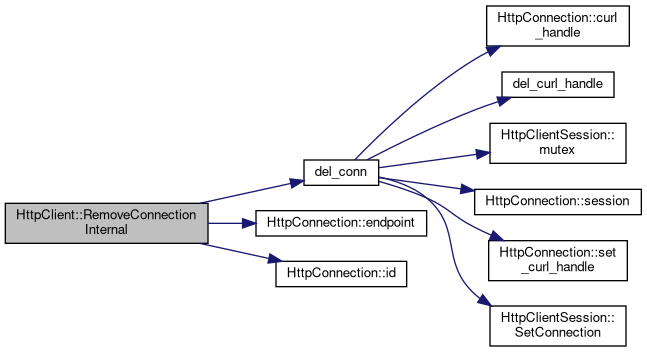 HttpClient::RemoveConnection
Internal
del_conn
HttpConnection::endpoint
HttpConnection::id
HttpConnection::curl
_handle
del_curl_handle
HttpClientSession::
mutex
HttpConnection::session
HttpConnection::set
_curl_handle
HttpClientSession::
SetConnection